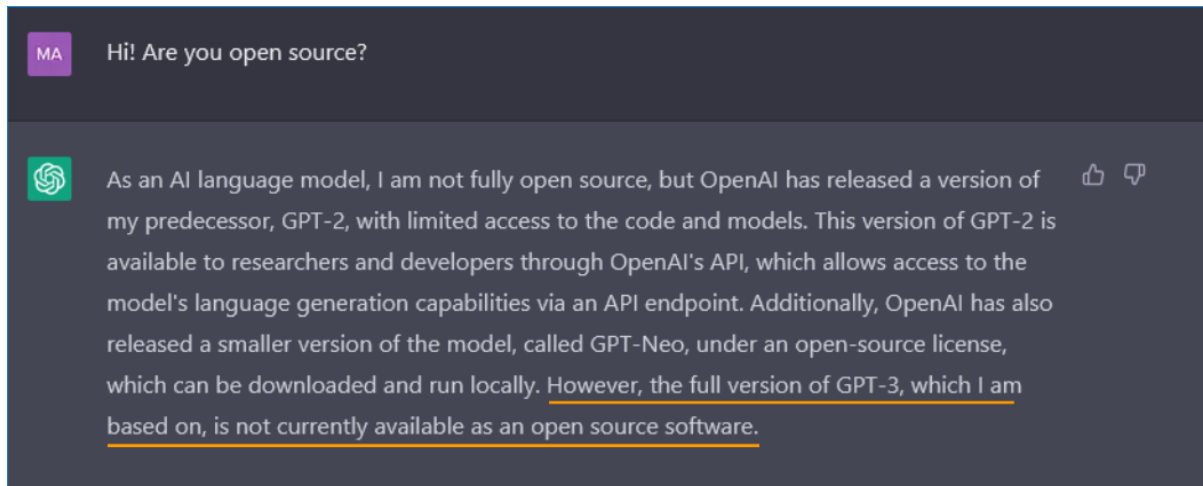 MA
Hi! Are you open source?
As an AI language model, I am not fully open source, but OpenAI has released a version of
my predecessor, GPT-2, with limited access to the code and models. This version of GPT-2 is
available to researchers and developers through OpenAI's API, which allows access to the
model's language generation capabilities via an API endpoint. Additionally, OpenAI has also
released a smaller version of the model, called GPT-Neo, under an open-source license,
which can be downloaded and run locally. However, the full version of GPT-3, which I am
based on, is not currently available as an open source software.